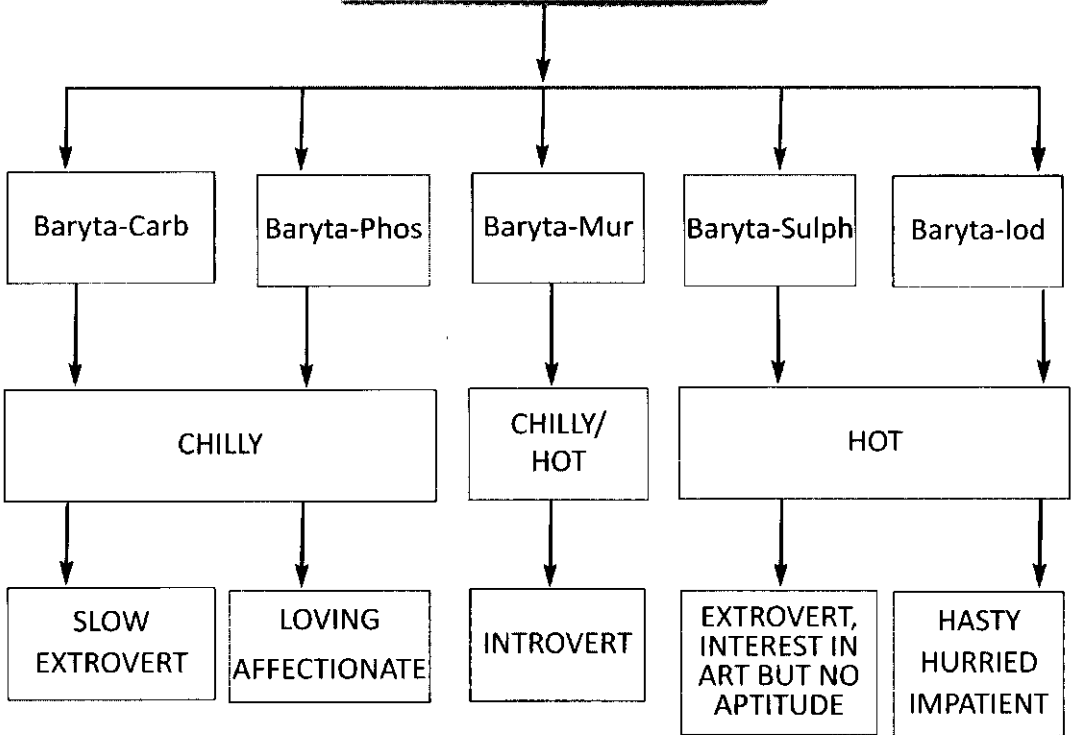 Baryta-Carb
Baryta-Phos
Baryta-Mur
Baryta-Sulph
Baryta-Iod
CHILLY
CHILLY/
HOT
HOT
SLOW
EXTROVERT
LOVING
AFFECTIONATE
INTROVERT
EXTROVERT,
INTEREST IN
ART BUT NO
APTITUDE
HASTY
HURRIED
IMPATIENT